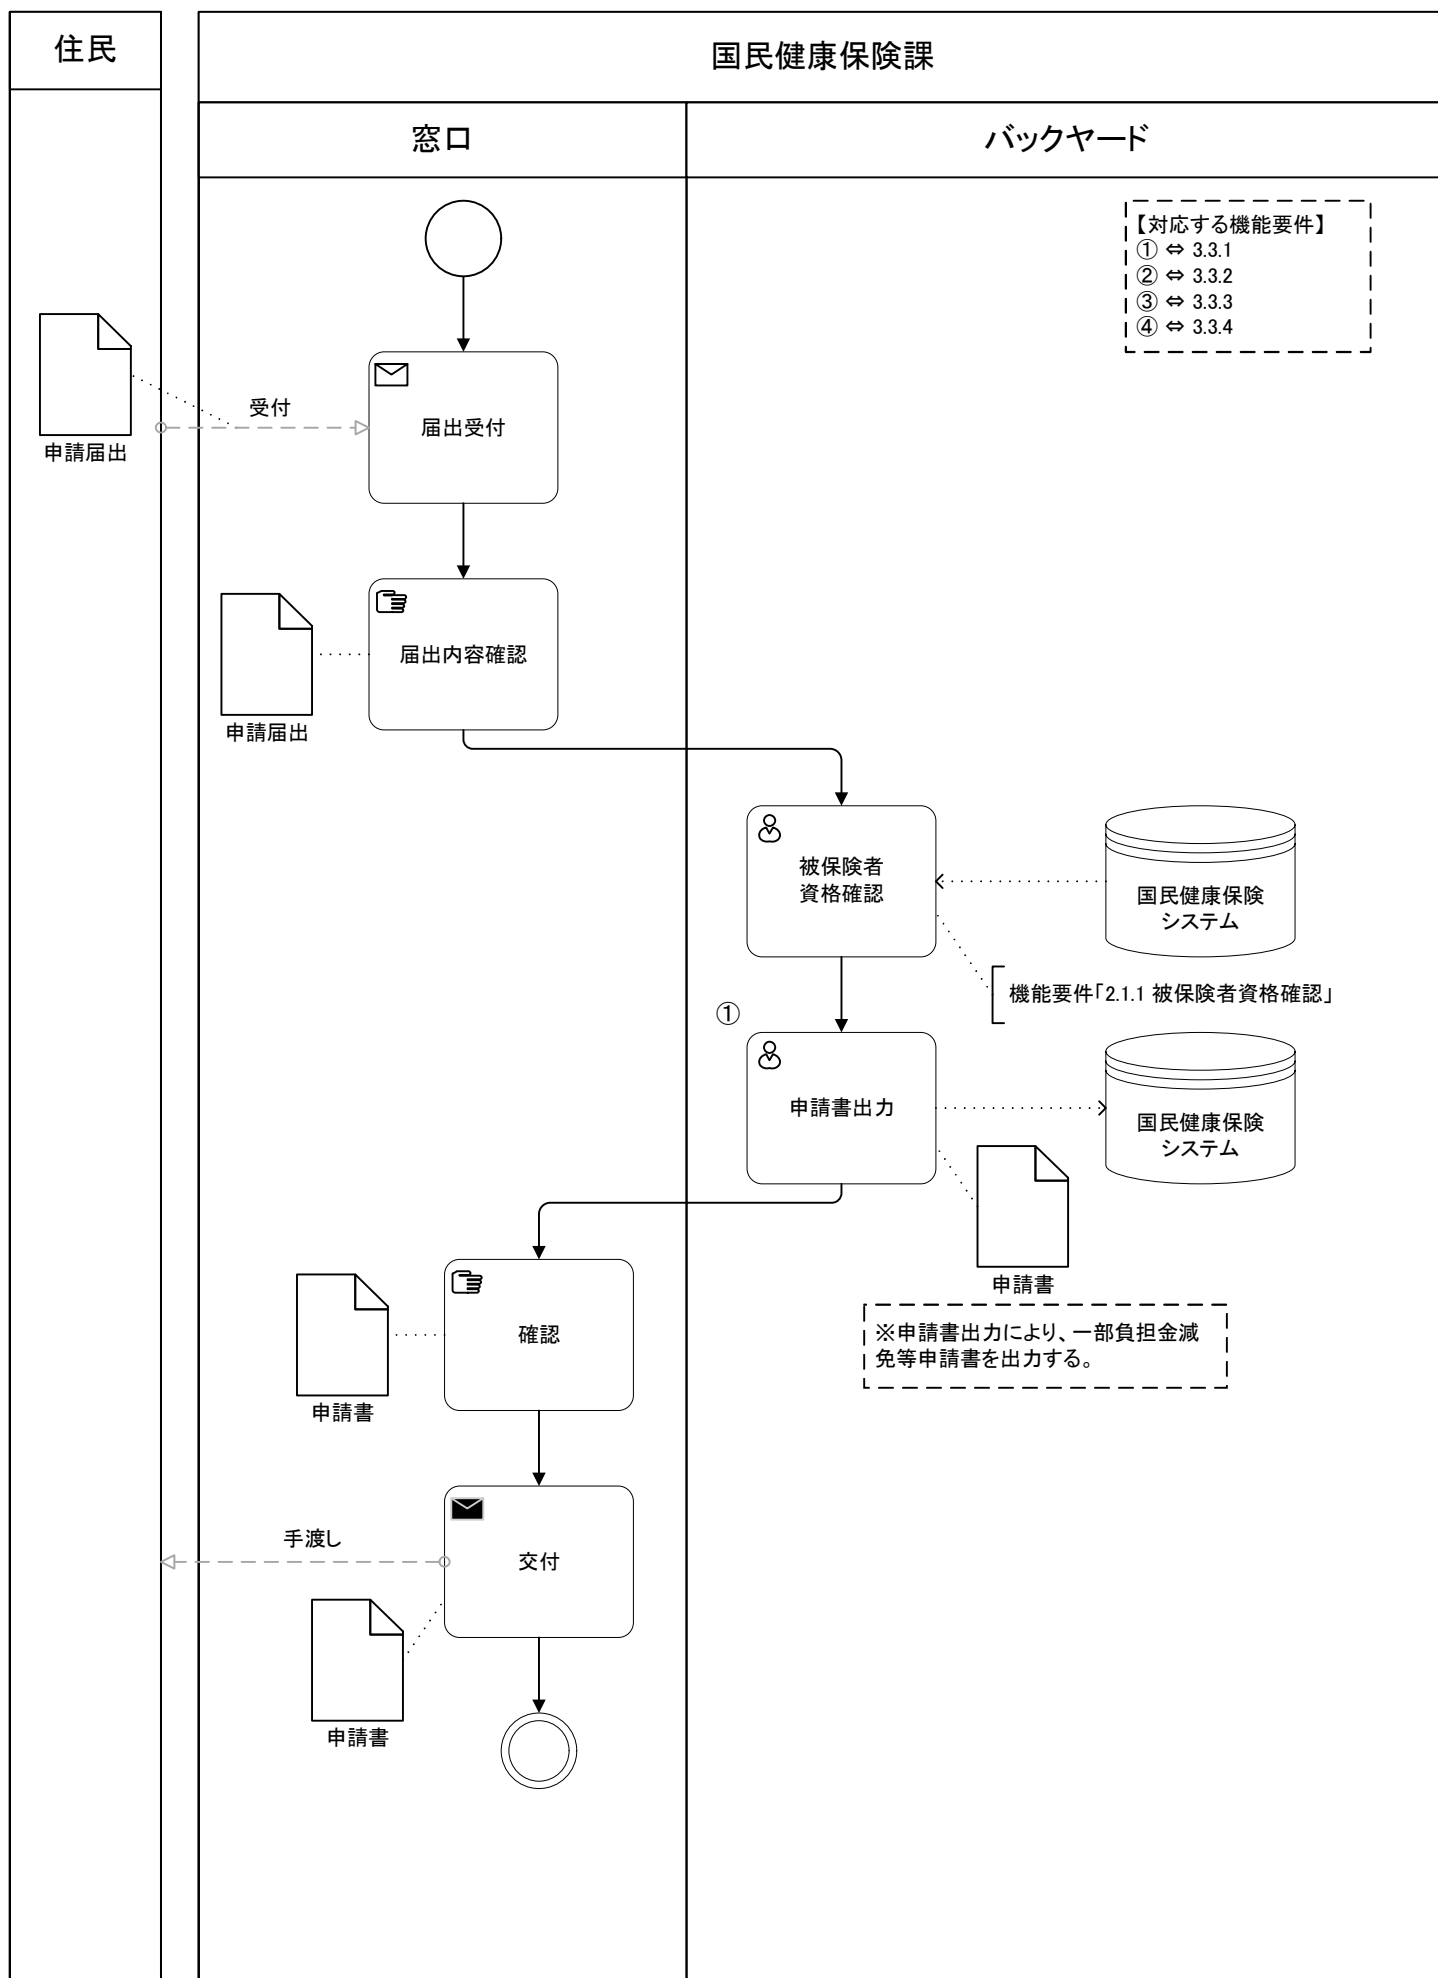 住民
国民健康保険課
窓口
バックヤード
【対応する機能要件】
① ⇔ 3.3.1
② ⇔ 3.3.2
③ ⇔ 3.3.3
④ ⇔ 3.3.4
申請届出
受付
届出受付
申請届出
届出内容確認
被保険者
資格確認
国民健康保険
システム
機能要件「2.1.1 被保険者資格確認」
①
申請書出力
国民健康保険
システム
申請書
※申請書出力により、一部負担金減
免等申請書を出力する。
確認
申請書
手渡し
交付
申請書